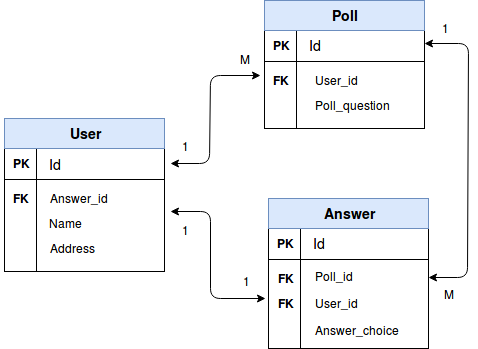 Poll
PK Id
FK User_id
Poll_question
1
M
User
PK Id
FK Answer_id
Name
Address
1
1
1
Answer
PK Id
FK Poll_id
FK User_id
Answer_choice
M